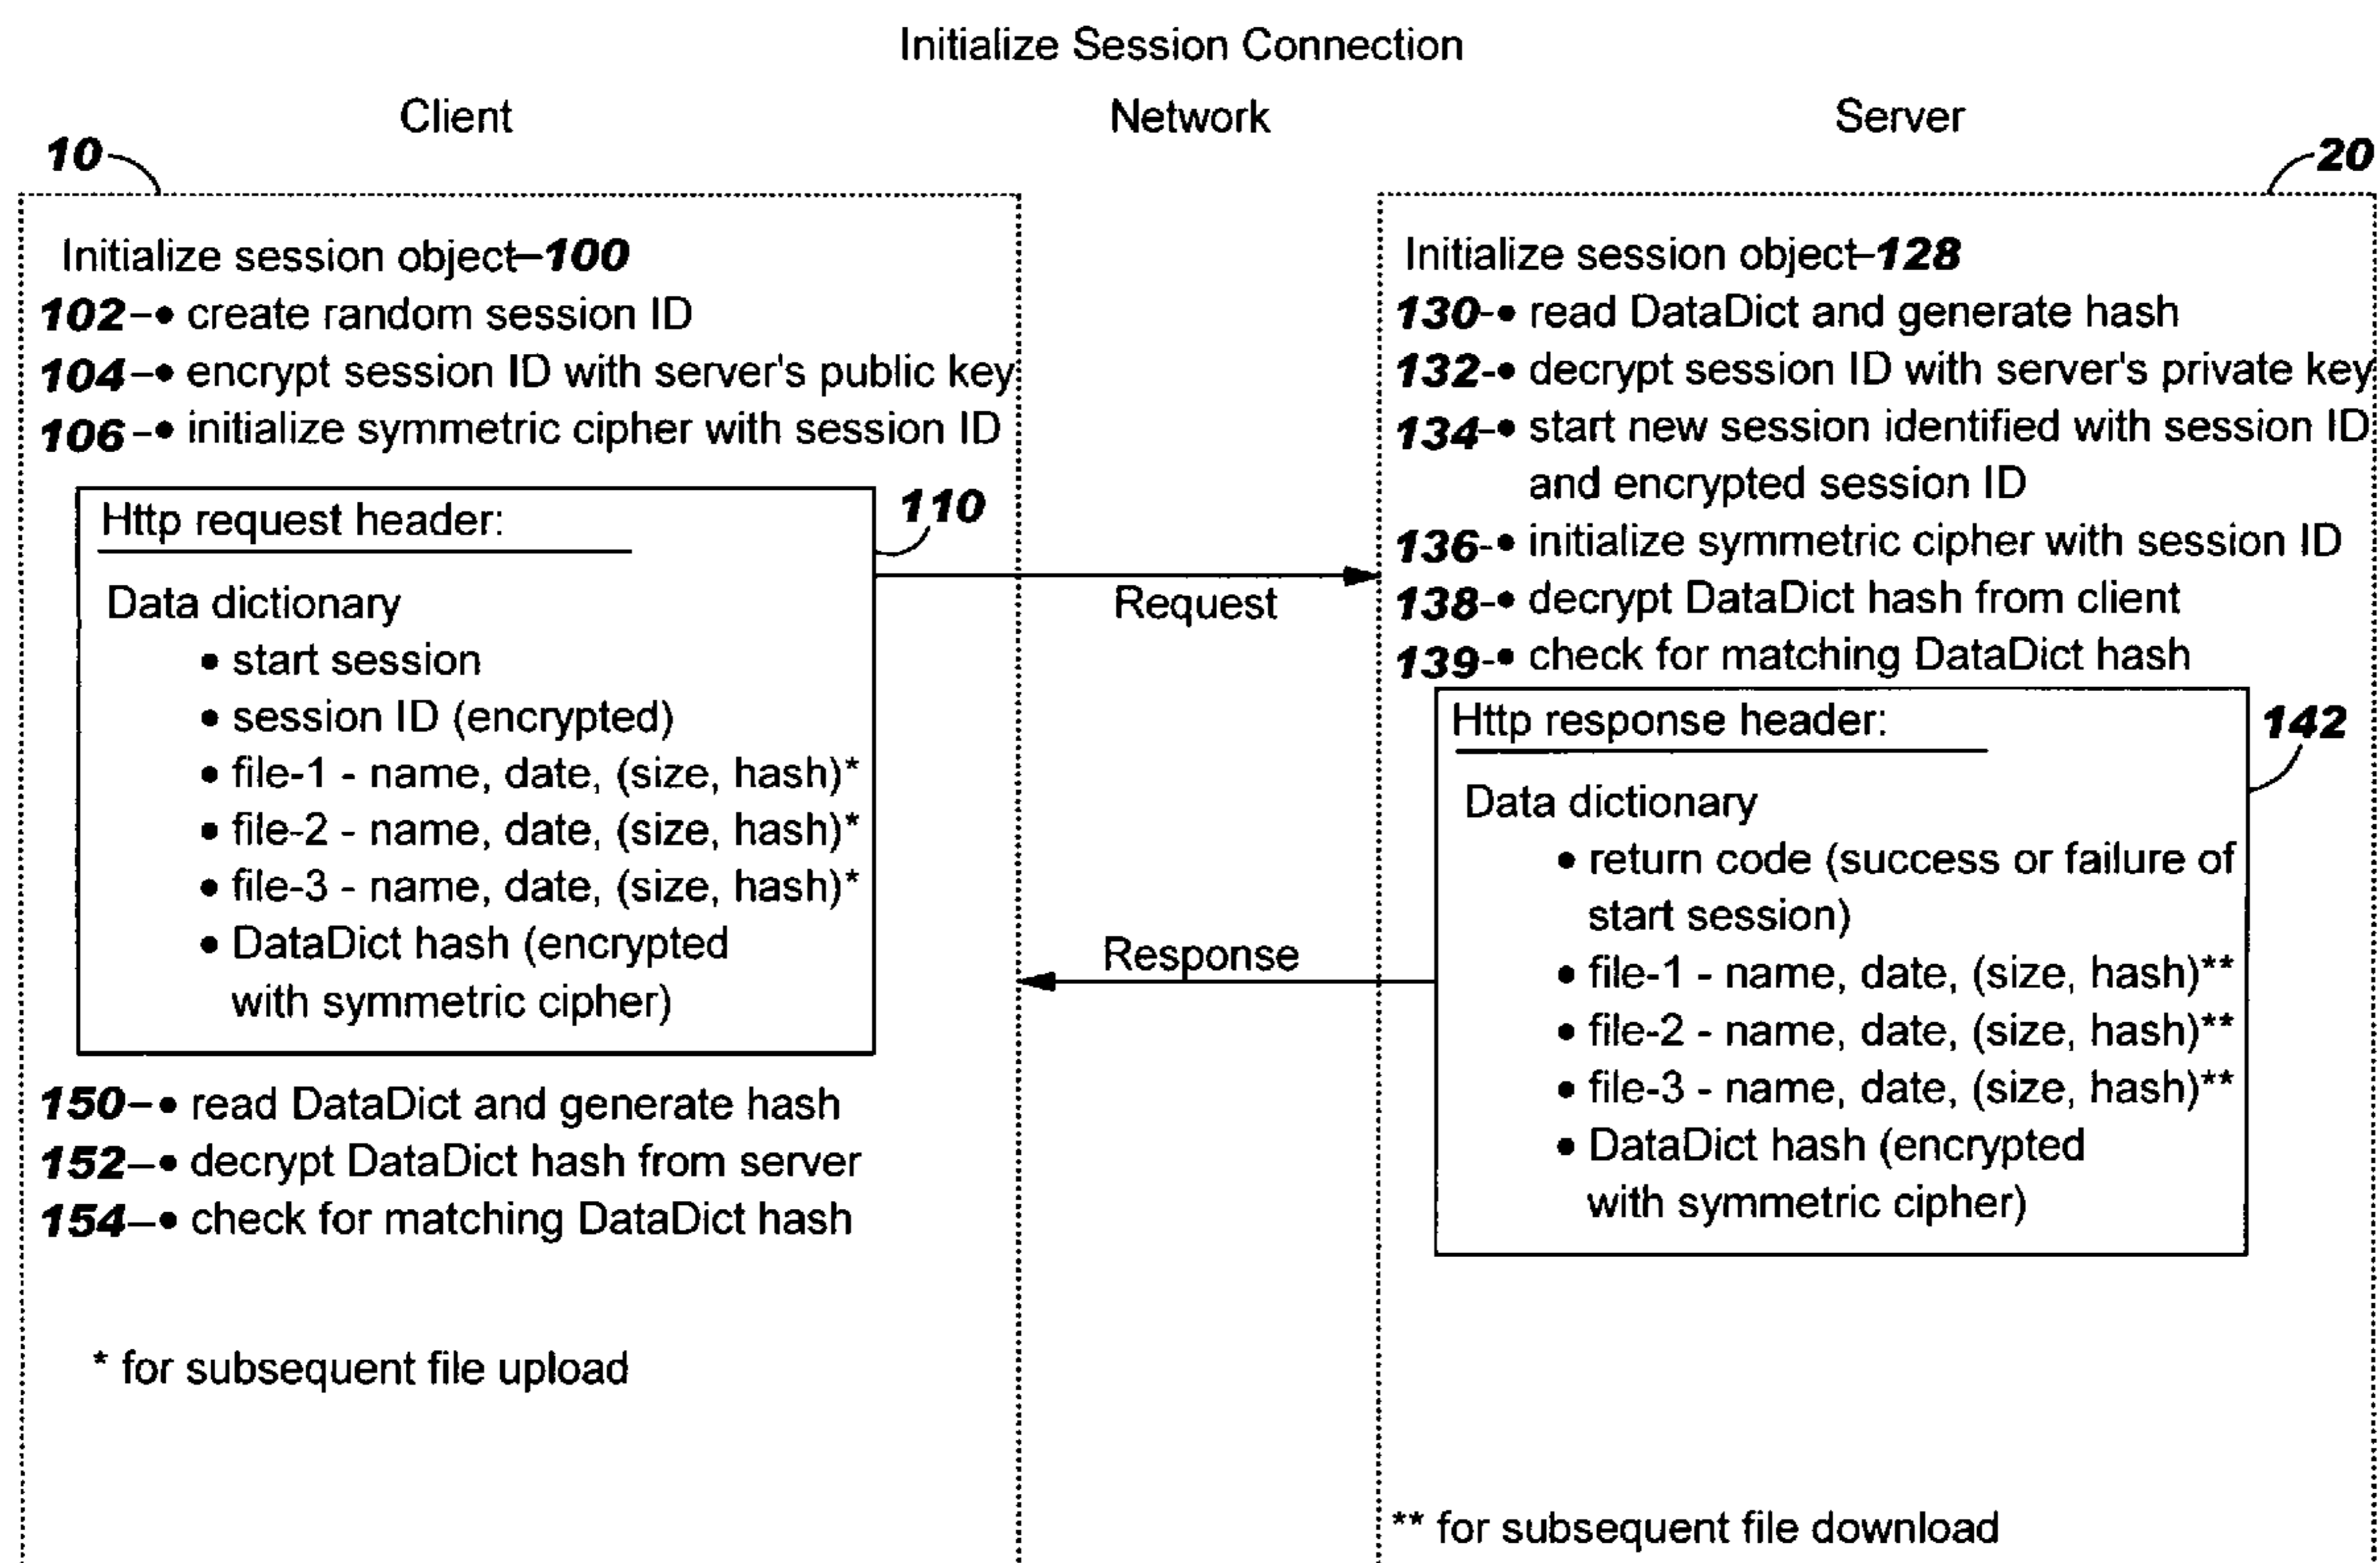 Initialize Session Connection
Client
Network
Server
10
20
Initialize session object 100
102 • create random session ID
104 • encrypt session ID with server's public key
106 • initialize symmetric cipher with session ID
110
Http request header:
Data dictionary
• start session
• session ID (encrypted)
• file-1 - name, date, (size, hash)*
• file-2 - name, date, (size, hash)*
• file-3 - name, date, (size, hash)*
• DataDict hash (encrypted
with symmetric cipher)
150 • read DataDict and generate hash
152 • decrypt DataDict hash from server
154 • check for matching DataDict hash
* for subsequent file upload
Request
Response
Initialize session object 128
130 • read DataDict and generate hash
132 • decrypt session ID with server's private key
134 • start new session identified with session ID
and encrypted session ID
136 • initialize symmetric cipher with session ID
138 • decrypt DataDict hash from client
139 • check for matching DataDict hash
Http response header:
142
Data dictionary
• return code (success or failure of
start session)
• file-1 - name, date, (size, hash)**
• file-2 - name, date, (size, hash)**
• file-3 - name, date, (size, hash)**
• DataDict hash (encrypted
with symmetric cipher)
** for subsequent file download